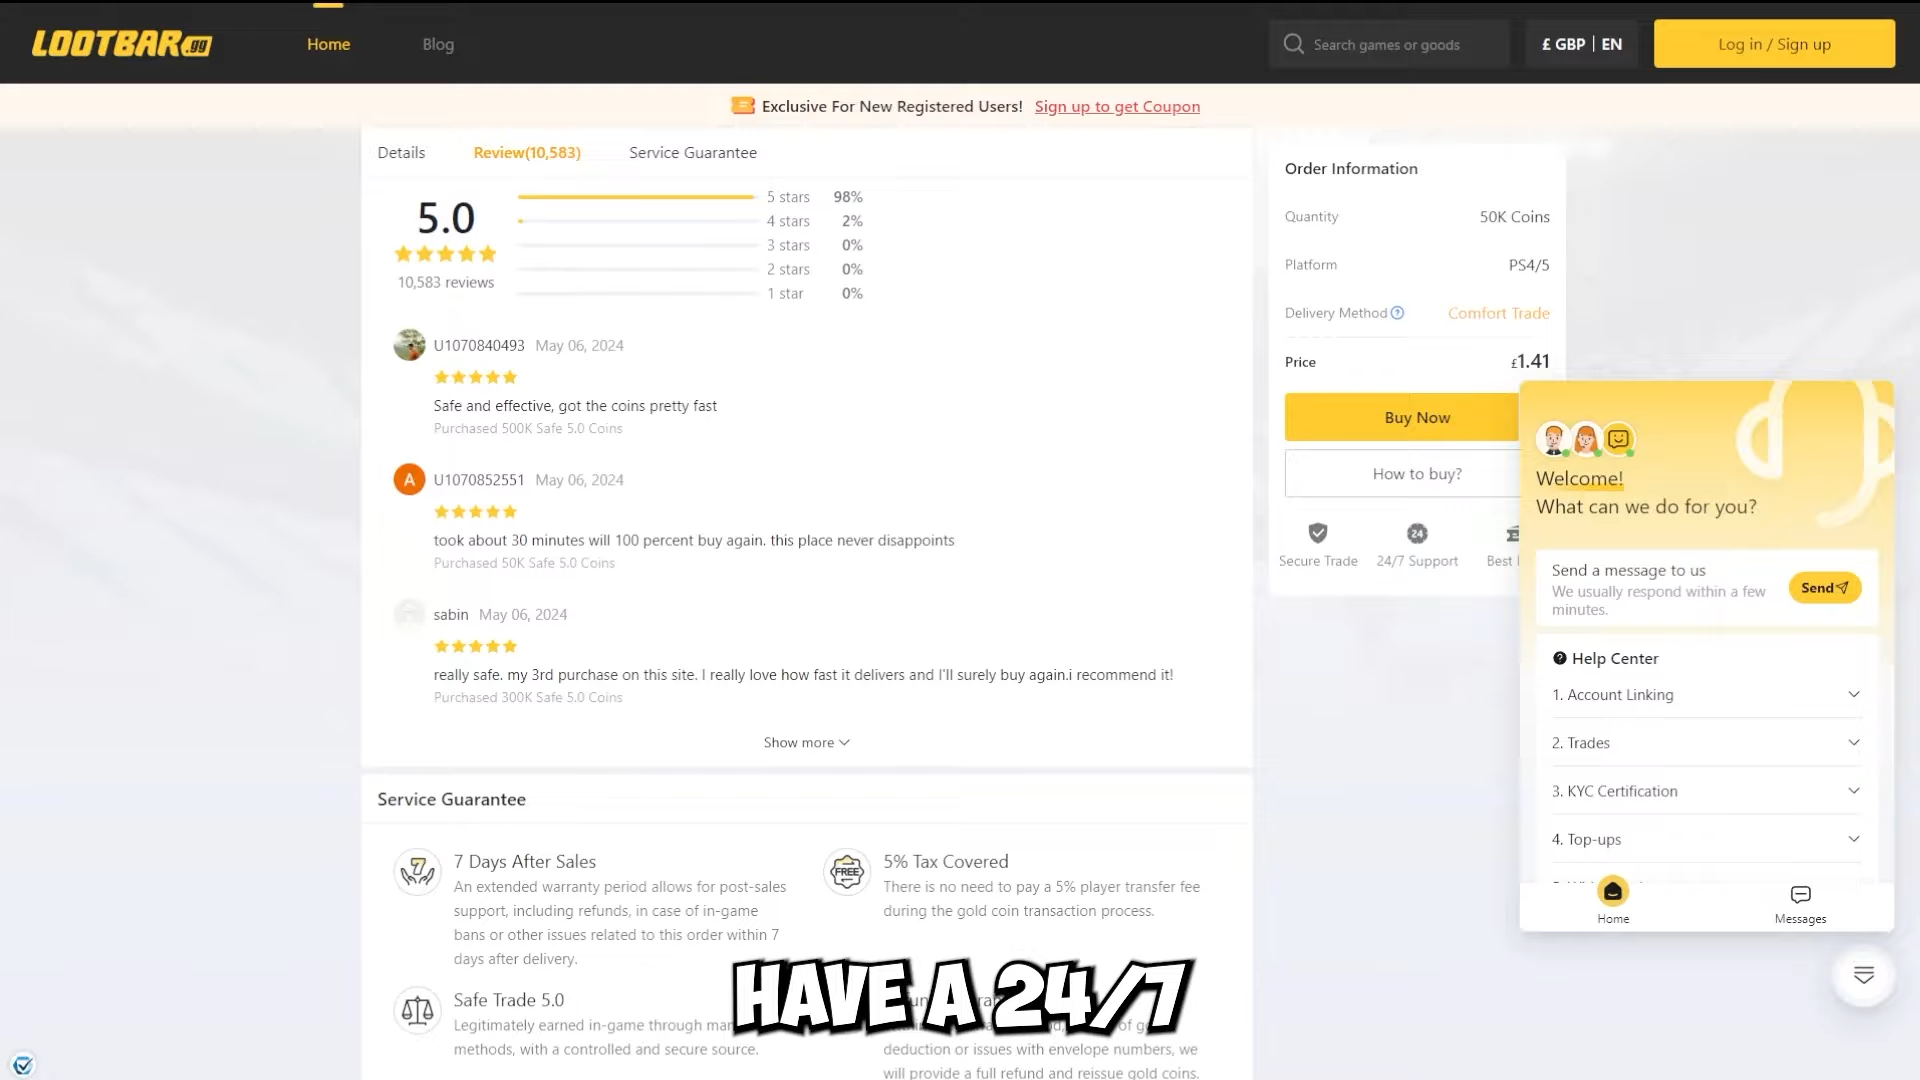 LOOTBAR.gg
Home
Blog
Search games or goods
£ GBP | EN
Log in / Sign up
Exclusive For New Registered Users! Sign up to get Coupon
Details
Review(10,583)
Service Guarantee
5.0
10,583 reviews
5 stars 98%
4 stars 2%
3 stars 0%
2 stars 0%
1 star 0%
U1070840493 May 06, 2024
Safe and effective, got the coins pretty fast
Purchased 500K Safe 5.0 Coins
A
U1070852551 May 06, 2024
took about 30 minutes will 100 percent buy again. this place never disappoints
Purchased 50K Safe 5.0 Coins
sabin May 06, 2024
really safe. my 3rd purchase on this site. I really love how fast it delivers and I'll surely buy again.i recommend it!
Purchased 300K Safe 5.0 Coins
Show more
Order Information
Quantity 50K Coins
Platform PS4/5
Delivery Method ? Comfort Trade
Price £1.41
Buy Now
How to buy?
24
Secure Trade
24/7 Support
Best
Welcome!
What can we do for you?
Send a message to us
We usually respond within a few
minutes.
Send
? Help Center
1. Account Linking
2. Trades
3. KYC Certification
4. Top-ups
Home
Messages
Service Guarantee
7
7 Days After Sales
An extended warranty period allows for post-sales
support, including refunds, in case of in-game
bans or other issues related to this order within 7
days after delivery.
FREE
5% Tax Covered
There is no need to pay a 5% player transfer fee
during the gold coin transaction process.
Safe Trade 5.0
Legitimately earned in-game through
methods, with a controlled and secure source.
deduction or issues with envelope numbers, we
will provide a full refund and reissue gold coins.
HAVE A 24/7